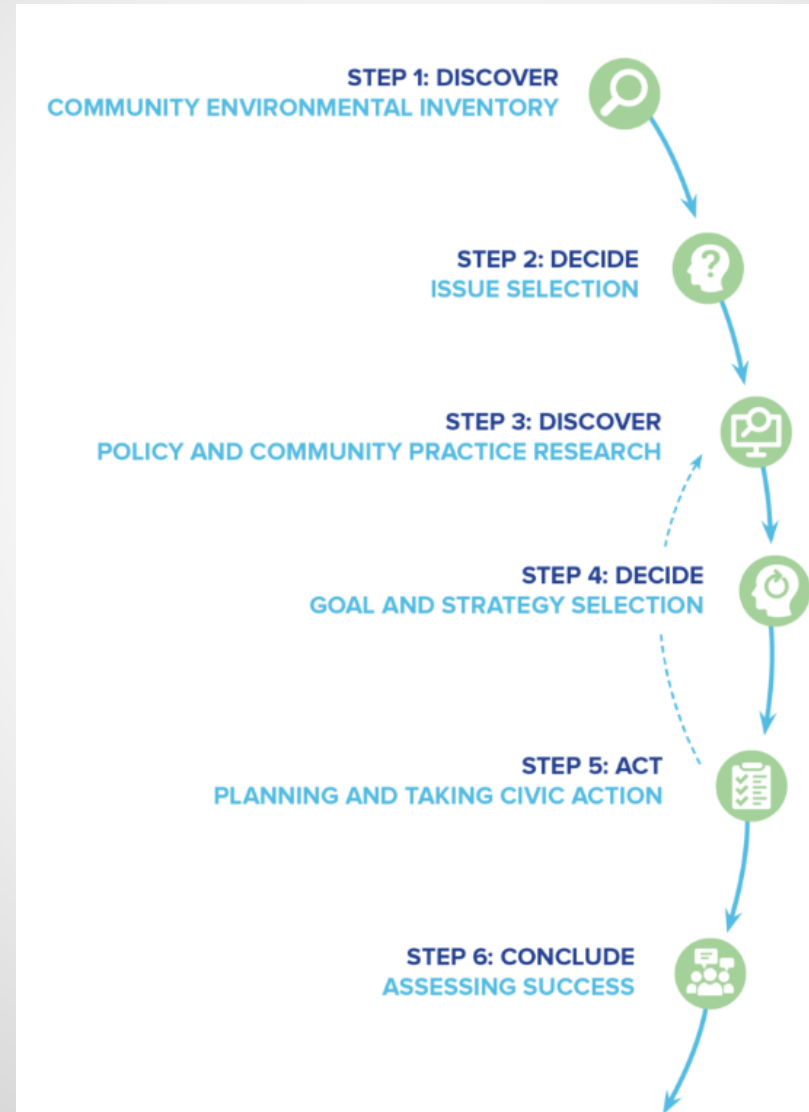 STEP 1: DISCOVER
COMMUNITY ENVIRONMENTAL INVENTORY
STEP 2: DECIDE
ISSUE SELECTION
STEP 3: DISCOVER
POLICY AND COMMUNITY PRACTICE RESEARCH
STEP 4: DECIDE
GOAL AND STRATEGY SELECTION
STEP 5: ACT
PLANNING AND TAKING CIVIC ACTION
STEP 6: CONCLUDE
ASSESSING SUCCESS